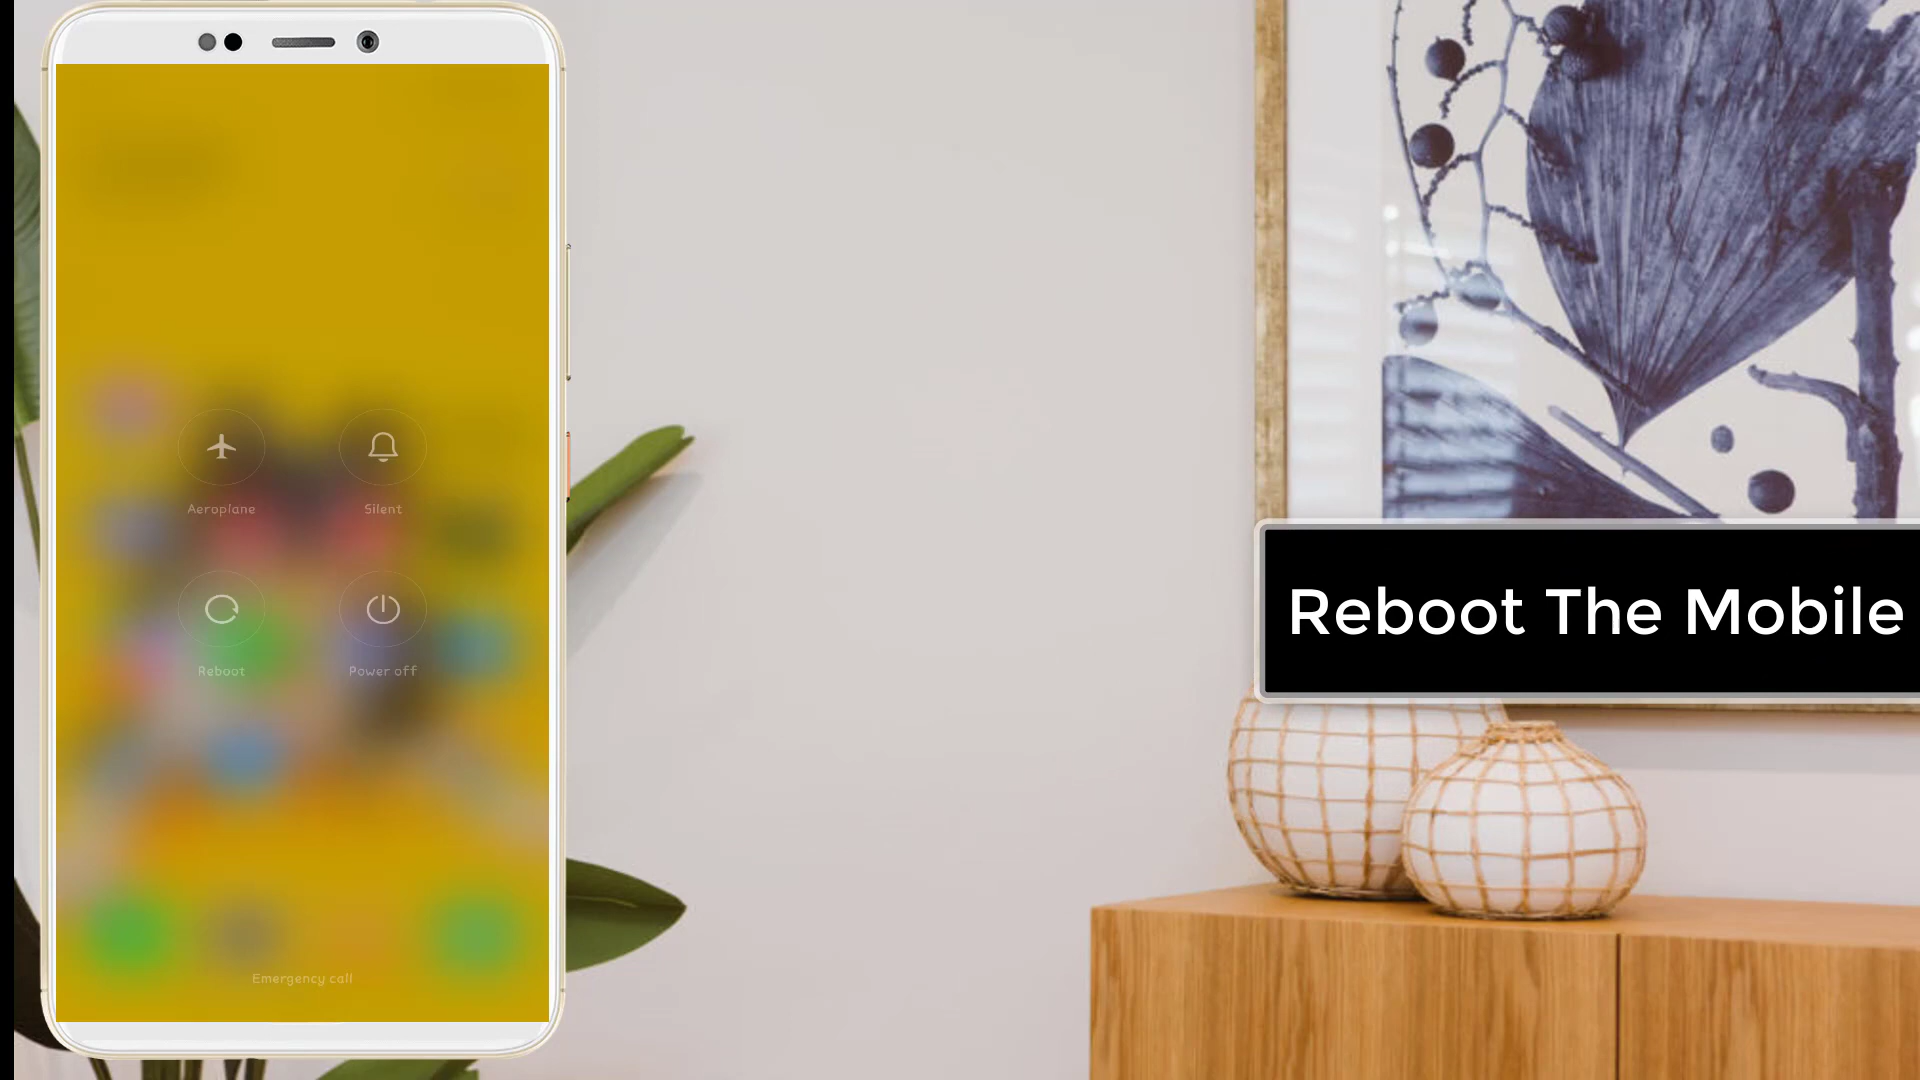 Aeroplane
Silent
Reboot
Power off
Emergency call
Reboot The Mobile